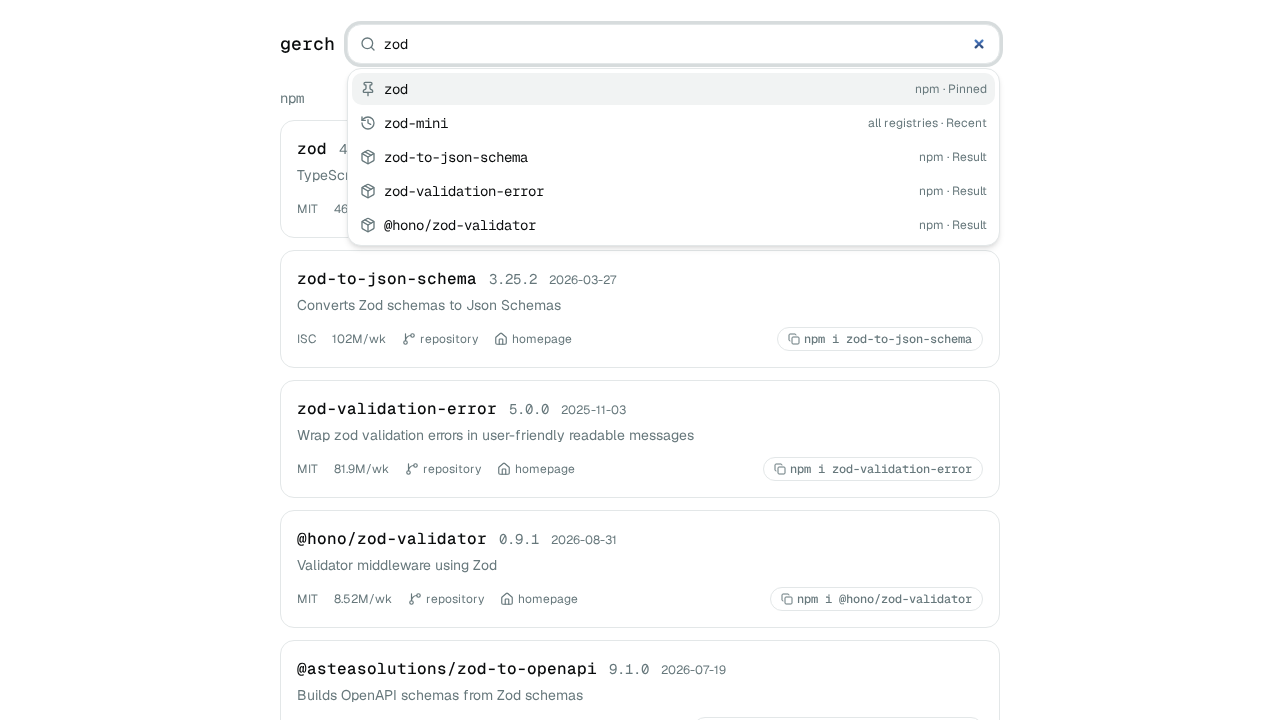 gerch
zod
zod npm · Pinned
zod-mini all registries · Recent
zod-to-json-schema npm · Result
zod-validation-error npm · Result
@hono/zod-validator npm · Result
npm
zod 4
TypeScr
MIT 46
zod-to-json-schema 3.25.2 2026-03-27
Converts Zod schemas to Json Schemas
ISC 102M/wk repository homepage npm i zod-to-json-schema
zod-validation-error 5.0.0 2025-11-03
Wrap zod validation errors in user-friendly readable messages
MIT 81.9M/wk repository homepage npm i zod-validation-error
@hono/zod-validator 0.9.1 2026-08-31
Validator middleware using Zod
MIT 8.52M/wk repository homepage npm i @hono/zod-validator
@asteasolutions/zod-to-openapi 9.1.0 2026-07-19
Builds OpenAPI schemas from Zod schemas